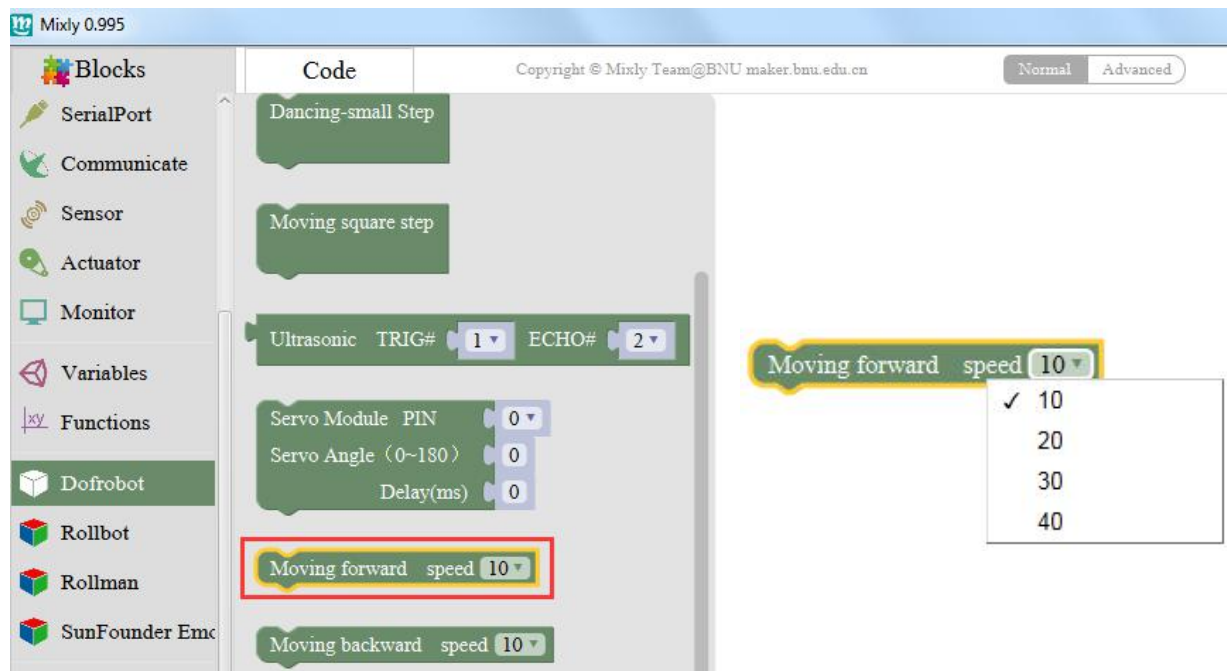 Mixly 0.995
Blocks
Code
Copyright © Mixly Team@BNU maker.bnu.edu.cn
Normal Advanced
SerialPort
Communicate
Sensor
Actuator
Monitor
Variables
Functions
Dofrobot
Rollbot
Rollman
SunFounder Emo
Dancing-small Step
Moving square step
Ultrasonic TRIG# 1 ECHO# 2
Servo Module PIN 0
Servo Angle（0~180） 0
Delay(ms) 0
Moving forward speed 10
Moving backward speed 10
Moving forward speed 10
✓ 10
20
30
40